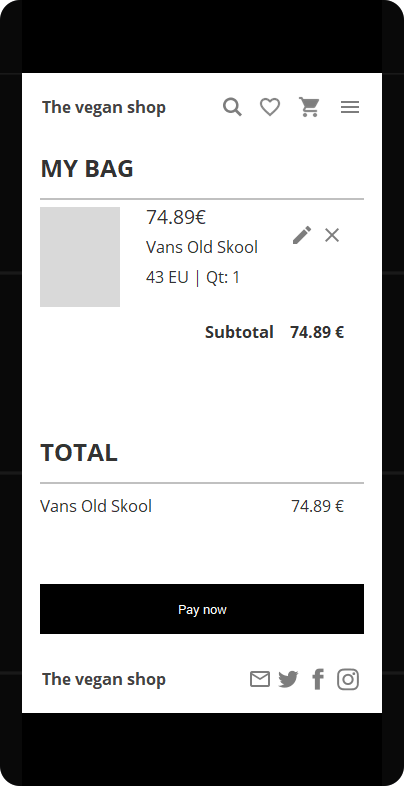 The vegan shop
MY BAG
74.89€
Vans Old Skool
43 EU | Qt: 1
Subtotal 74.89 €
TOTAL
Vans Old Skool 74.89 €
Pay now
The vegan shop